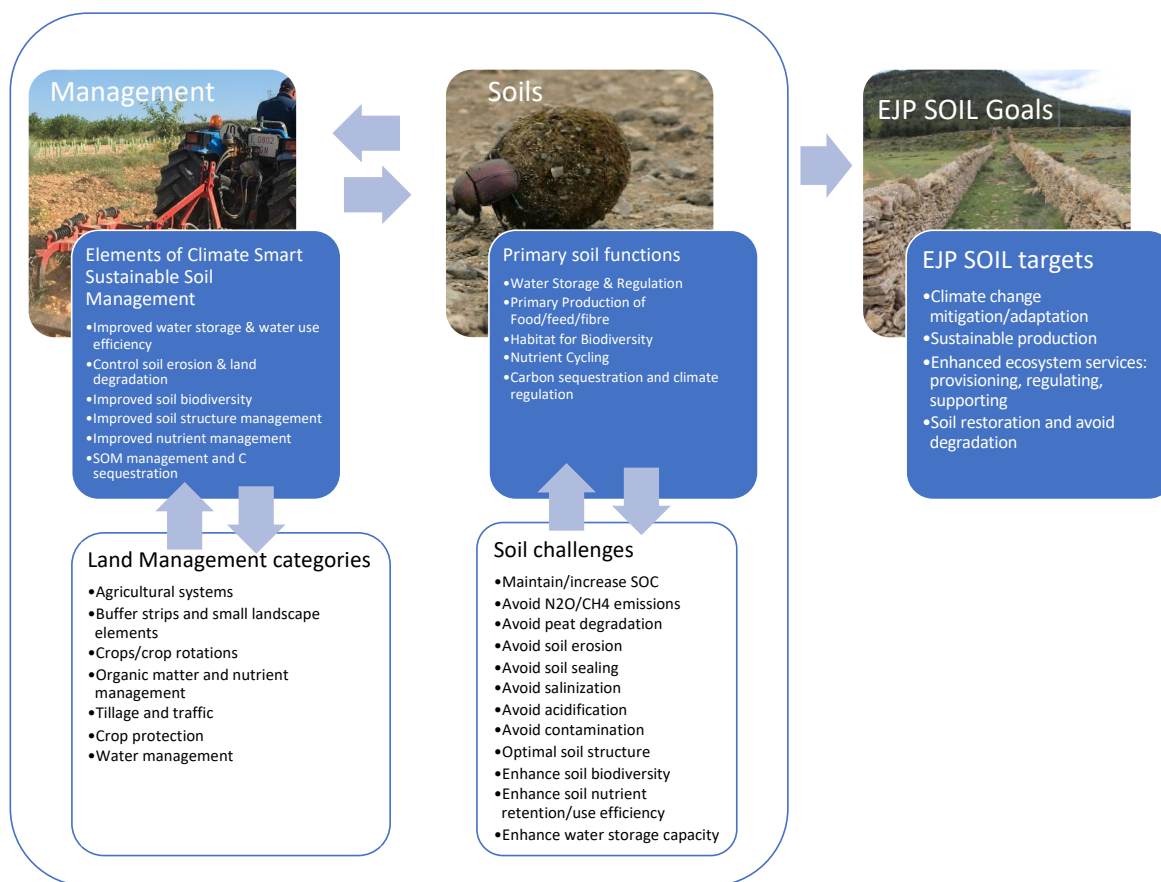 Management
Elements of Climate Smart
Sustainable Soil
Management
•Improved water storage & water use
efficiency
•Control soil erosion & land
degradation
•Improved soil biodiversity
•Improved soil structure management
•Improved nutrient management
•SOM management and C
sequestration
Land Management categories
•Agricultural systems
•Buffer strips and small landscape
elements
•Crops/crop rotations
•Organic matter and nutrient
management
•Tillage and traffic
•Crop protection
•Water management
Soils
Primary soil functions
•Water Storage & Regulation
•Primary Production of
Food/feed/fibre
•Habitat for Biodiversity
•Nutrient Cycling
•Carbon sequestration and climate
regulation
Soil challenges
•Maintain/increase SOC
•Avoid N2O/CH4 emissions
•Avoid peat degradation
•Avoid soil erosion
•Avoid soil sealing
•Avoid salinization
•Avoid acidification
•Avoid contamination
•Optimal soil structure
•Enhance soil biodiversity
•Enhance soil nutrient
retention/use efficiency
•Enhance water storage capacity
EJP SOIL Goals
EJP SOIL targets
•Climate change
mitigation/adaptation
•Sustainable production
•Enhanced ecosystem services:
provisioning, regulating,
supporting
•Soil restoration and avoid
degradation